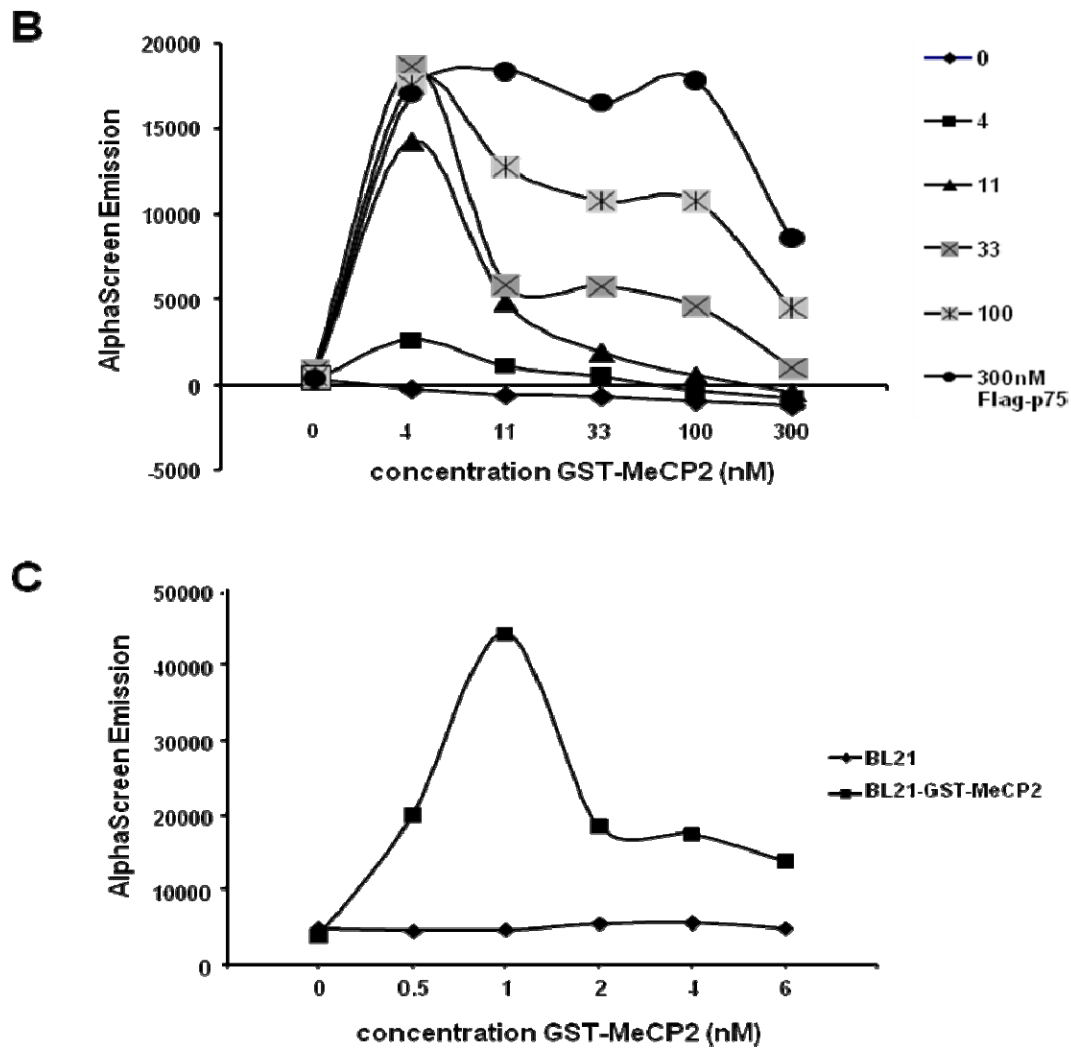 B
20000
15000
10000
5000
0
-5000
AlphaScreen Emission
0 4 11 33 100 300
concentration GST-MeCP2 (nM)
0
4
11
33
100
300nM
Flag-p75
C
50000
40000
30000
20000
10000
0
AlphaScreen Emission
0 0.5 1 2 4 6
concentration GST-MeCP2 (nM)
BL21
BL21-GST-MeCP2